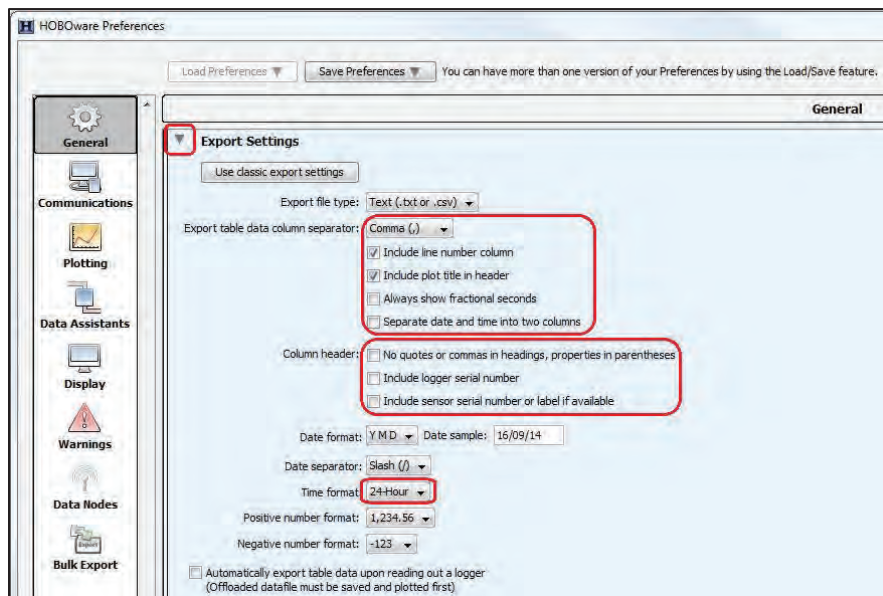 HOBOware Preferences
Load Preferences
Save Preferences
You can have more than one version of your Preferences by using the Load/Save feature.
General
General
Communications
Plotting
Data Assistants
Display
Warnings
Data Nodes
Export
Bulk Export
Export Settings
Use classic export settings
Export file type: Text (.txt or .csv)
Export table data column separator: Comma (,)
Include line number column
Include plot title in header
Always show fractional seconds
Separate date and time into two columns
Column header: No quotes or commas in headings, properties in parentheses
Include logger serial number
Include sensor serial number or label if available
Date format: Y M D Date sample: 16/09/14
Date separator: Slash (/)
Time format: 24-Hour
Positive number format: 1,234.56
Negative number format: -123
Automatically export table data upon reading out a logger
(Offloaded datafile must be saved and plotted first)